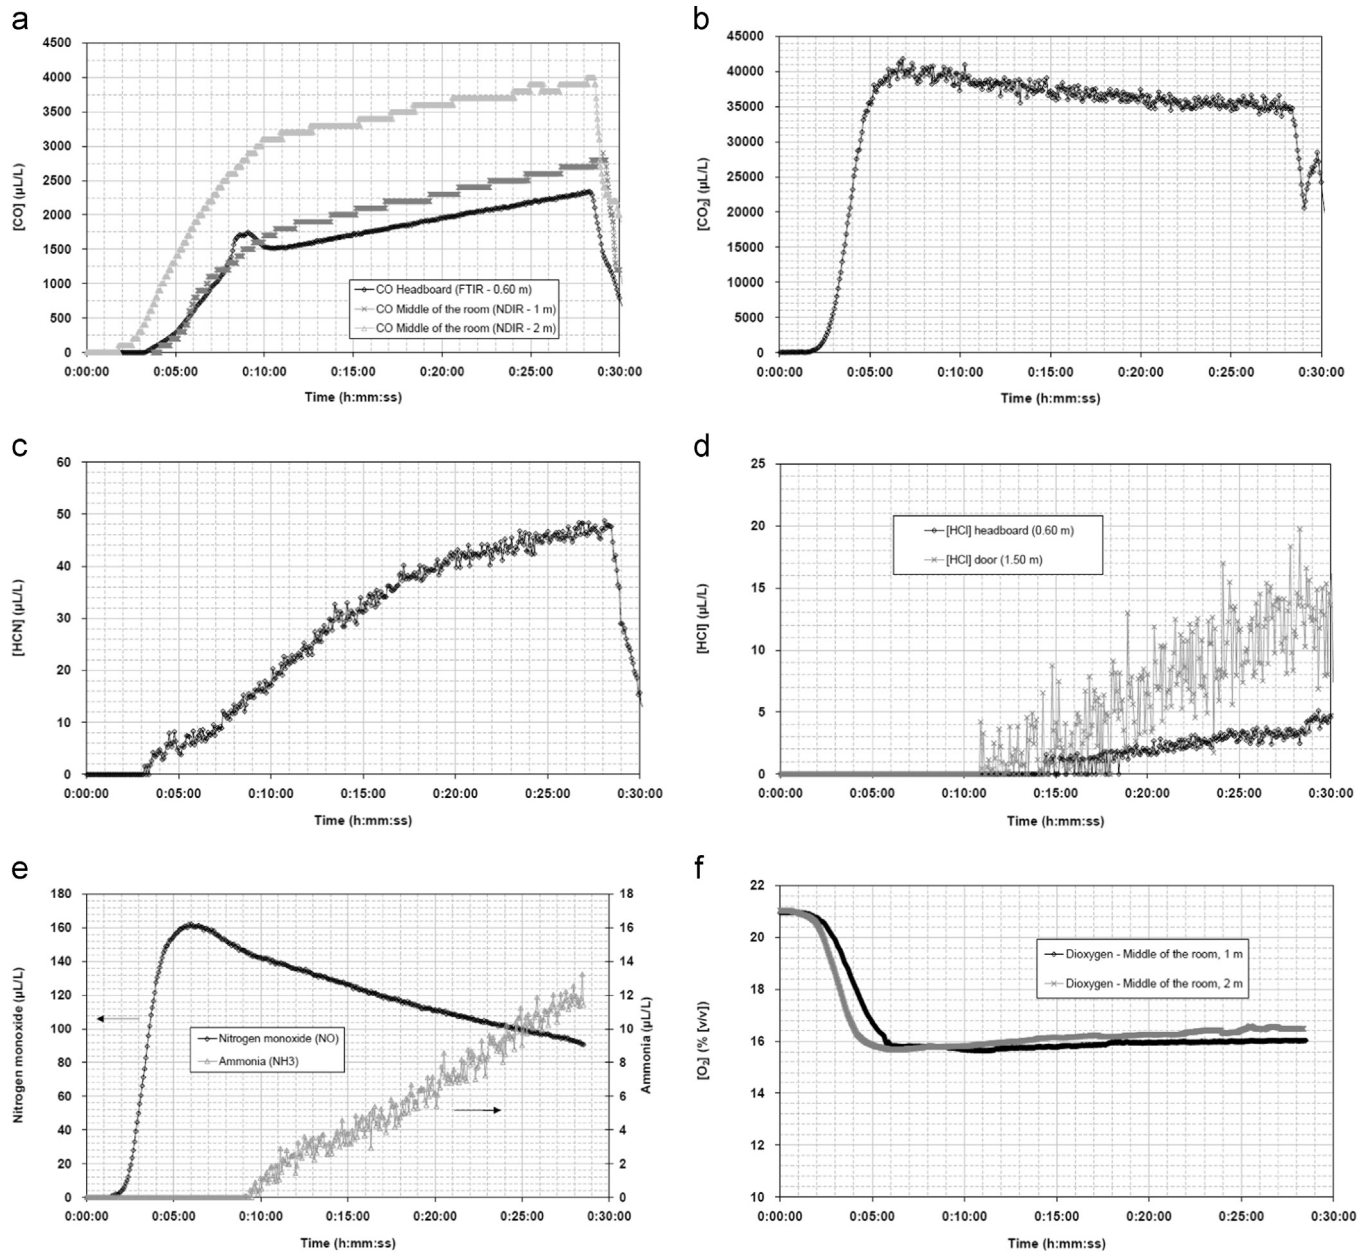 a
4500
4000
3500
3000
2500
2000
1500
1000
500
0
[CO] (µL/L)
CO Headboard (FTIR - 0.60 m)
CO Middle of the room (NDIR - 1 m)
CO Middle of the room (NDIR - 2 m)
0:00:00 0:05:00 0:10:00 0:15:00 0:20:00 0:25:00 0:30:00
Time (h:mm:ss)
b
45000
40000
35000
30000
25000
20000
15000
10000
5000
0
[CO2] (µL/L)
0:00:00 0:05:00 0:10:00 0:15:00 0:20:00 0:25:00 0:30:00
Time (h:mm:ss)
c
60
50
40
30
20
10
0
[HCN] (µL/L)
0:00:00 0:05:00 0:10:00 0:15:00 0:20:00 0:25:00 0:30:00
Time (h:mm:ss)
d
25
20
15
10
5
0
[HCl] (µL/L)
[HCl] headboard (0.60 m)
[HCl] door (1.50 m)
0:00:00 0:05:00 0:10:00 0:15:00 0:20:00 0:25:00 0:30:00
Time (h:mm:ss)
e
180
160
140
120
100
80
60
40
20
0
Nitrogen monoxide (µL/L)
Nitrogen monoxide (NO)
Ammonia (NH3)
18
16
14
12
10
8
6
4
2
0
Ammonia (µL/L)
0:00:00 0:05:00 0:10:00 0:15:00 0:20:00 0:25:00 0:30:00
Time (h:mm:ss)
f
22
20
18
16
14
12
10
[O2] (% [v/v])
Dioxygen - Middle of the room, 1 m
Dioxygen - Middle of the room, 2 m
0:00:00 0:05:00 0:10:00 0:15:00 0:20:00 0:25:00 0:30:00
Time (h:mm:ss)